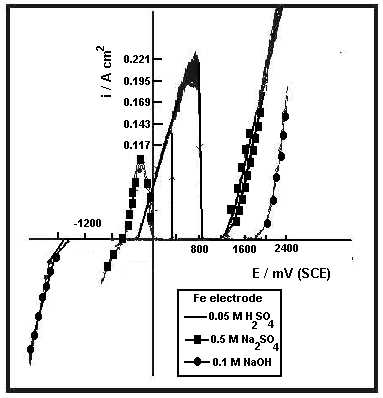 i / A cm2
0.221
0.195
0.169
0.143
0.117
-1200
800
1600
2400
E / mV (SCE)
Fe electrode
0.05 M H2SO4
0.5 M Na2SO4
0.1 M NaOH